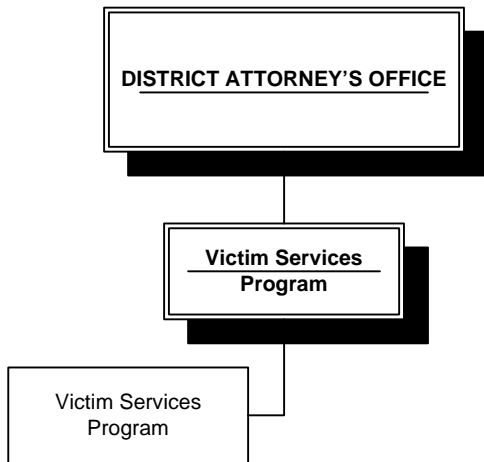 DISTRICT ATTORNEY’S OFFICE
Victim Services
Program
Victim Services
Program